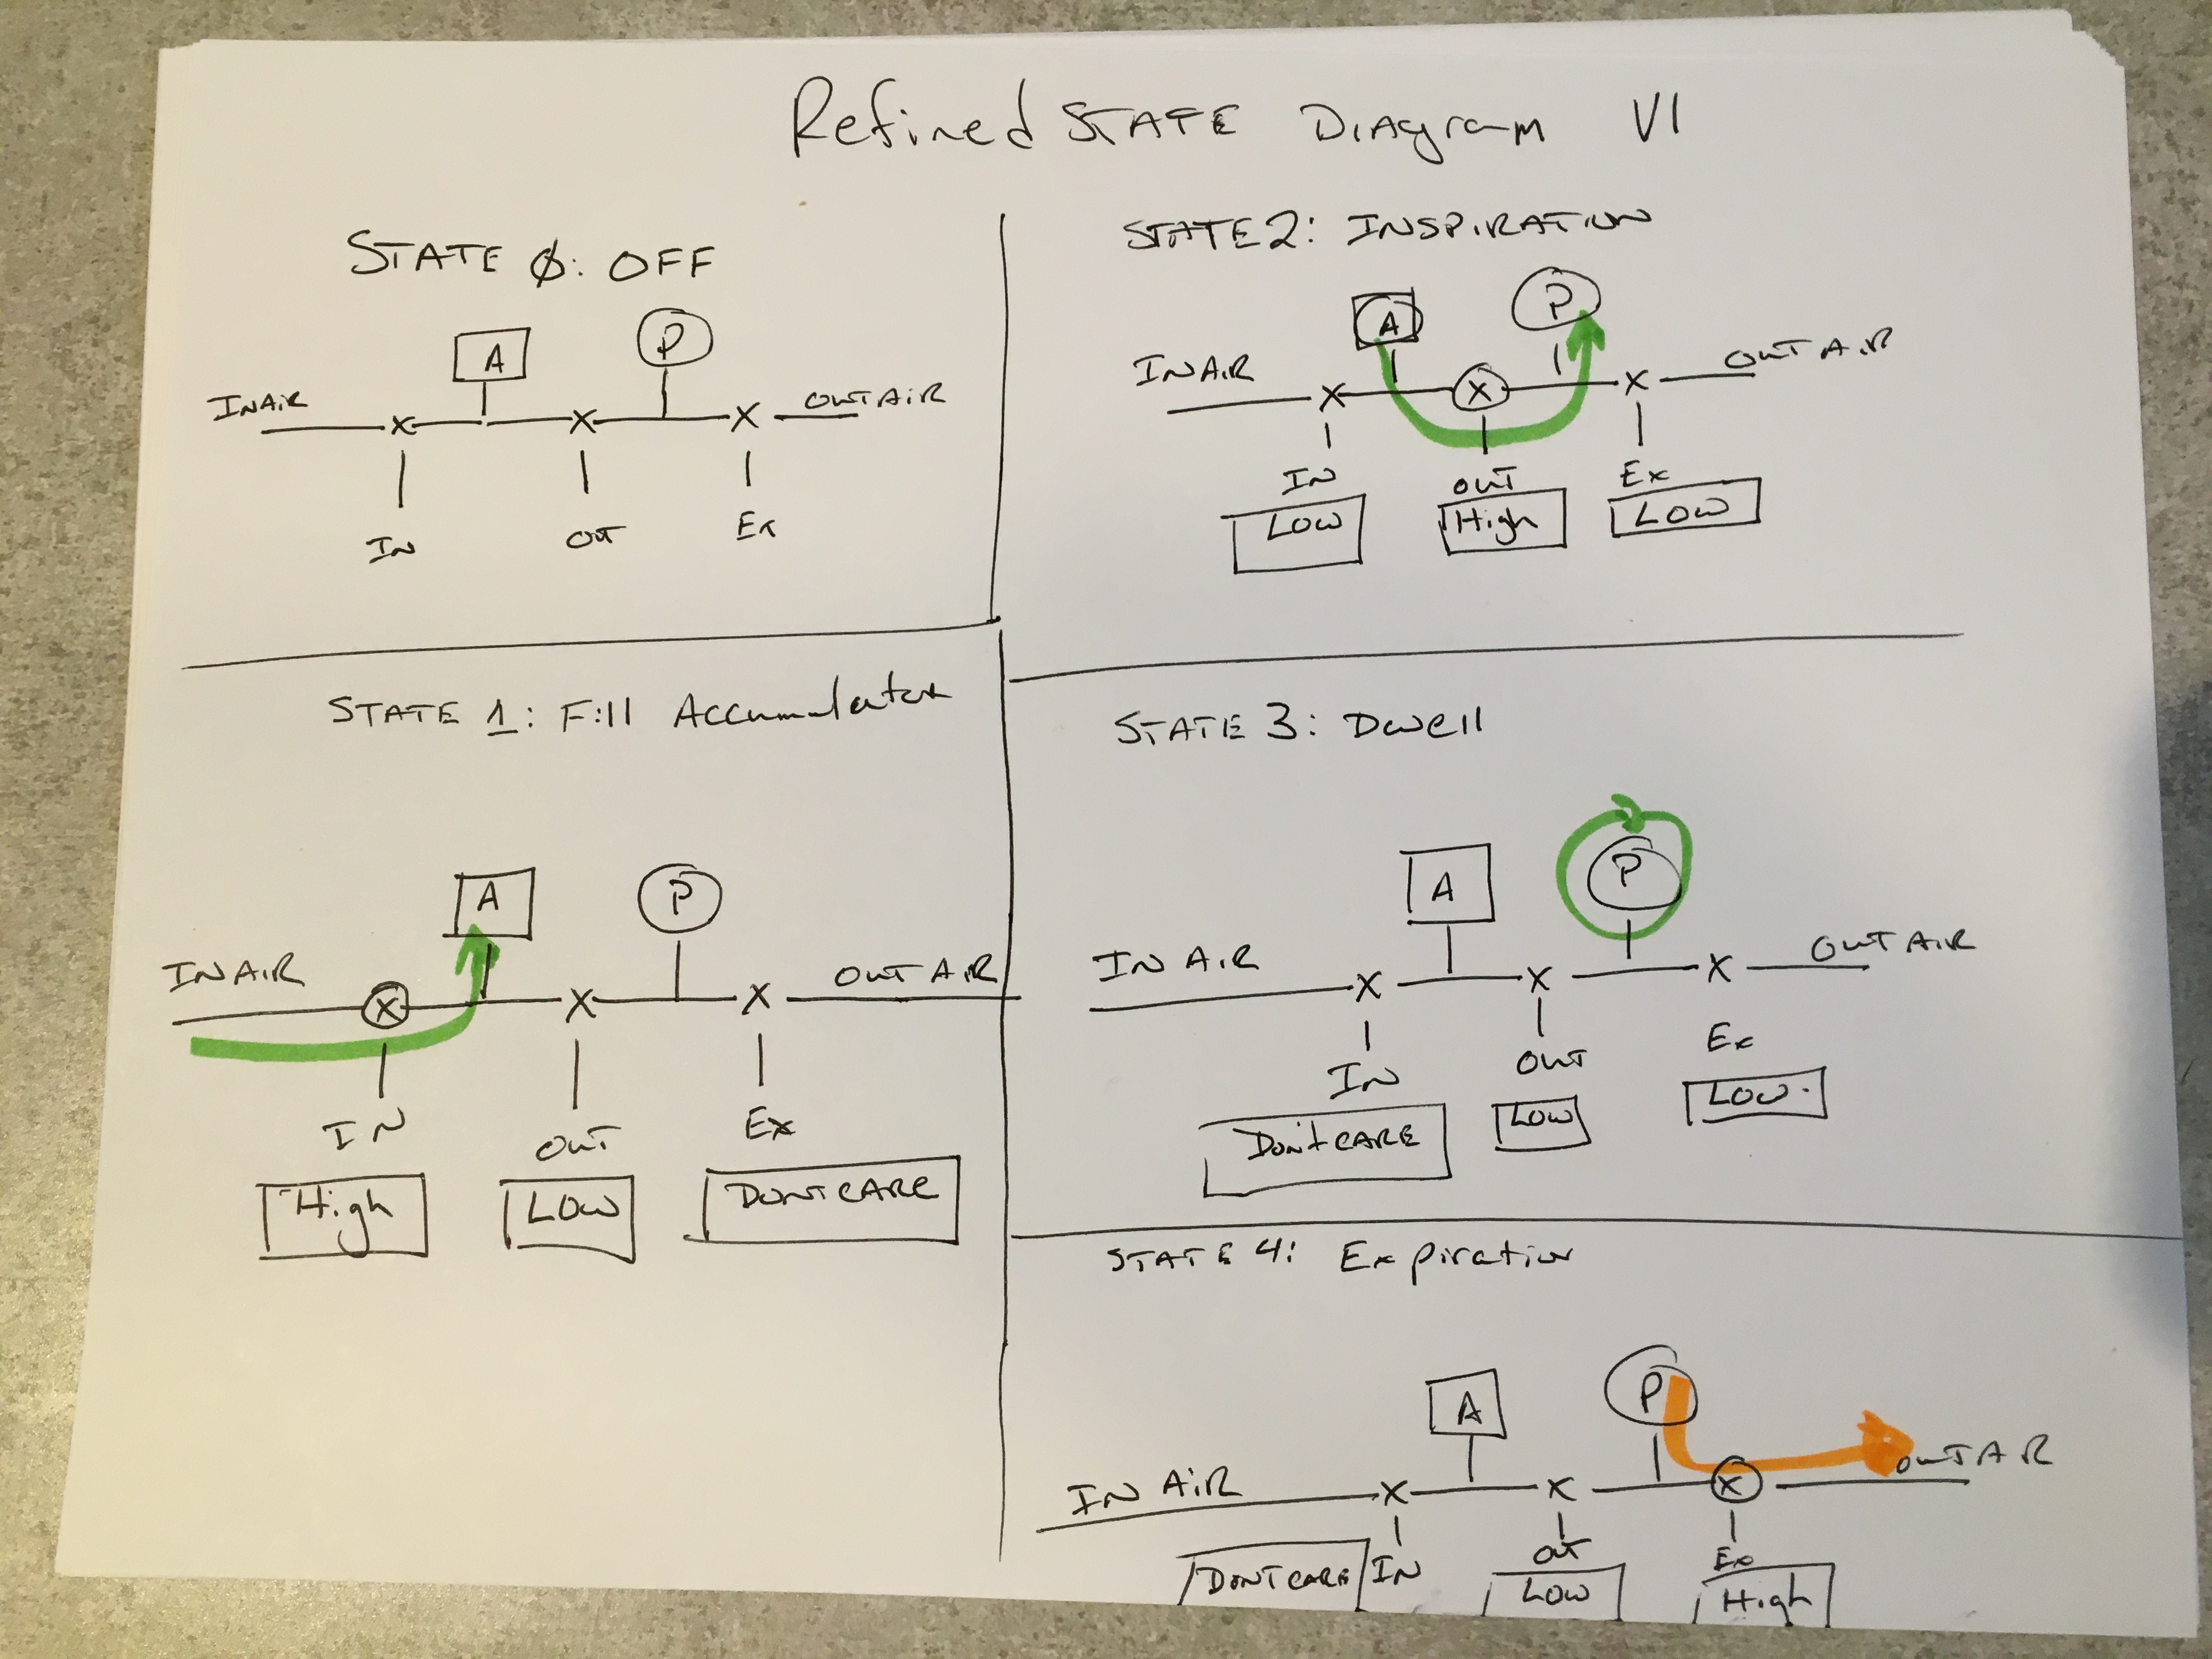 Refined STATE Diagram V1
STATE Ø: OFF
IN AIR
A
P
OUT AIR
IN
OUT
Ex
STATE 1: Fill Accumulator
IN AIR
X
A
X
P
X
OUT AIR
IN
OUT
Ex
High
LOW
DONT CARE
STATE 2: INSPIRATION
IN AIR
X
A
X
P
X
OUT AIR
IN
OUT
Ex
LOW
High
LOW
STATE 3: Dwell
IN AIR
X
A
X
P
X
OUT AIR
IN
OUT
Ex
Don't CARE
LOW
LOW.
STATE 4: Expiration
IN AIR
X
A
X
P
X
OUT AIR
IN
OUT
Ex
DONT CARE
LOW
High